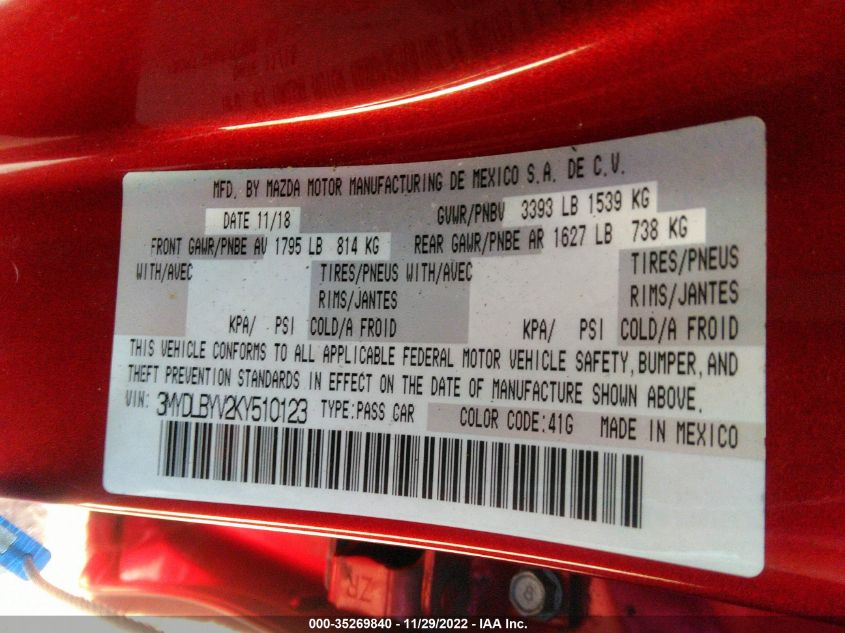 MFD. BY MAZDA MOTOR MANUFACTURING DE MEXICO S.A. DE C.V.
DATE 11/18 GVWR/PNBV 3393 LB 1539 KG
FRONT GAWR/PNBE AV 1795 LB 814 KG REAR GAWR/PNBE AR 1627 LB 738 KG
WITH/AVEC TIRES/PNEUS WITH/AVEC TIRES/PNEUS
RIMS/JANTES RIMS/JANTES
KPA/ PSI COLD/A FROID KPA/ PSI COLD/A FROID
THIS VEHICLE CONFORMS TO ALL APPLICABLE FEDERAL MOTOR VEHICLE SAFETY, BUMPER, AND
THEFT PREVENTION STANDARDS IN EFFECT ON THE DATE OF MANUFACTURE SHOWN ABOVE.
VIN: 3MYDLBYV2KY510123 TYPE:PASS CAR COLOR CODE:41G MADE IN MEXICO
ZR
8
000-35269840 - 11/29/2022 - IAA Inc.